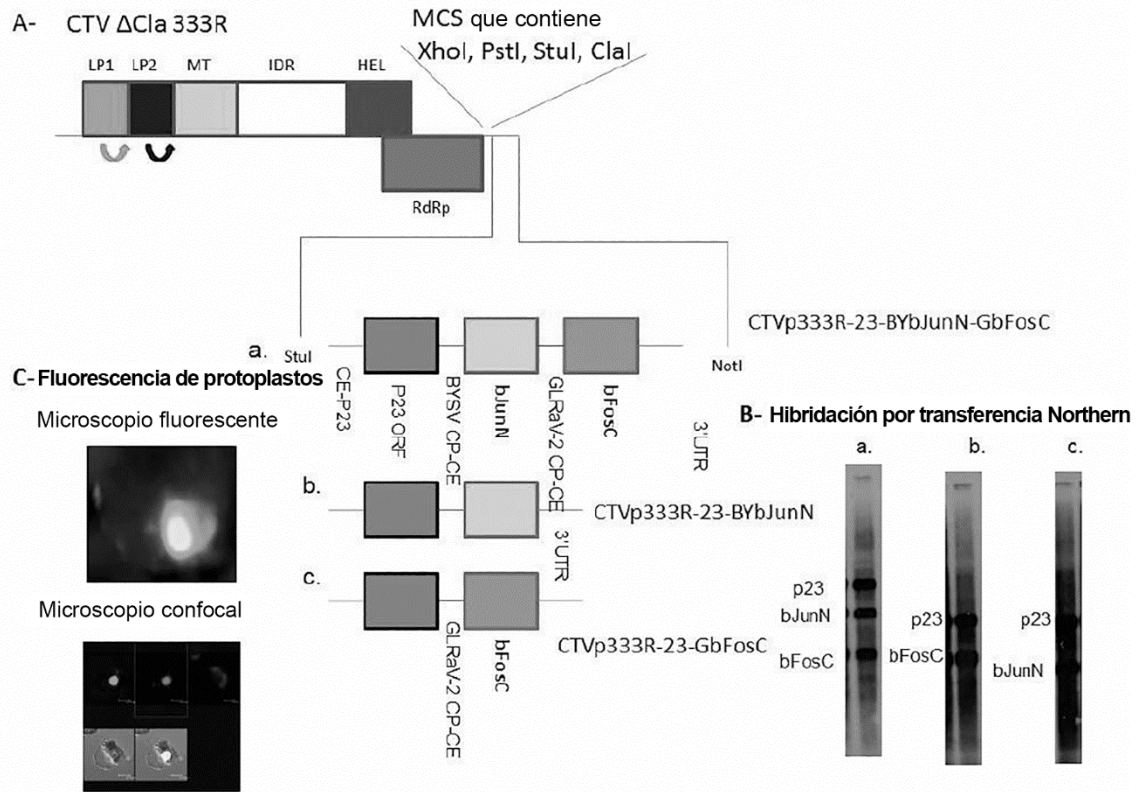 A- CTV ΔCla 333R
MCS que contiene
XhoI, PstI, StuI, ClaI
LP1 LP2 MT IDR HEL
RdRp
CTVp333R-23-BYbJunN-GbFosC
a. StuI
NotI
CE-P23
P23 ORF
BYSV CP-CE
bJunN
GLRaV-2 CP-CE
bFosC
3'UTR
b.
CTVp333R-23-BYbJunN
3'UTR
c.
CTVp333R-23-GbFosC
GLRaV-2 CP-CE
bFosC
C- Fluorescencia de protoplastos
Microscopio fluorescente
Microscopio confocal
B- Hibridación por transferencia Northern
a. b. c.
p23
bJunN
bFosC
p23
bFosC
p23
bJunN